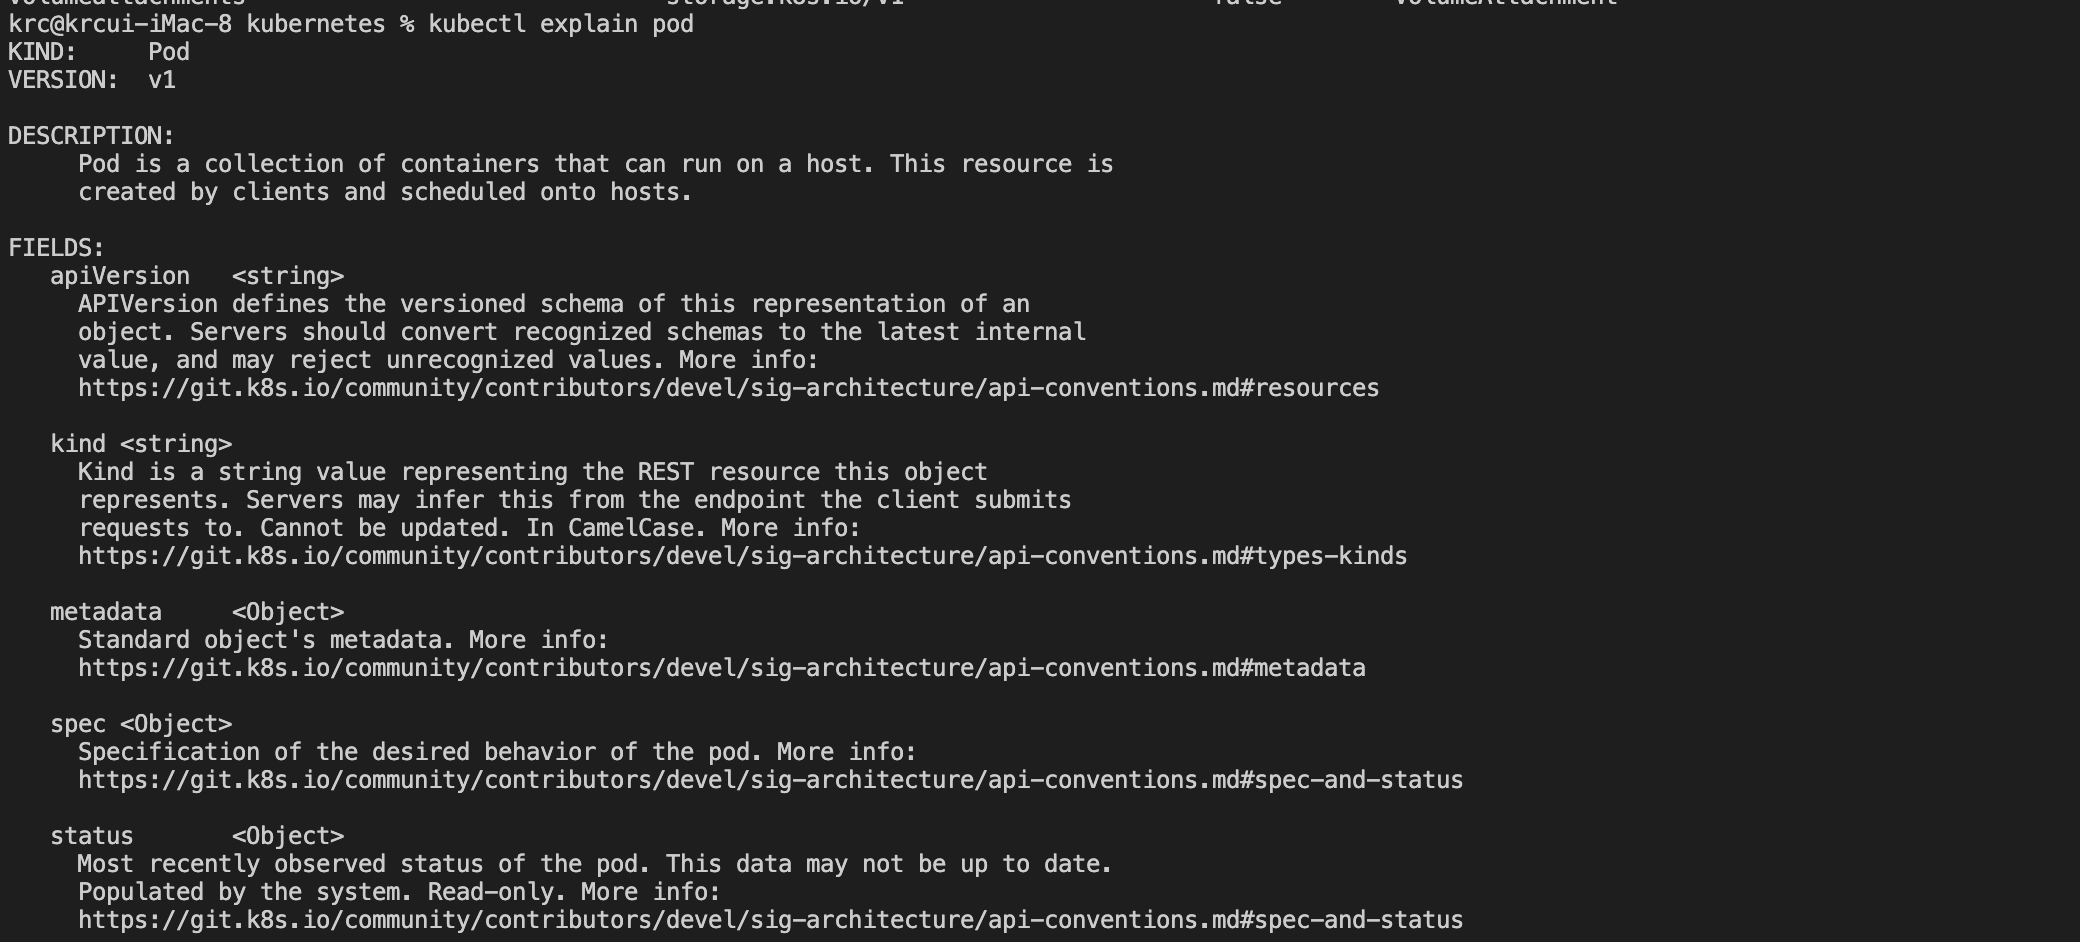 volumeattachments                              storage.k8s.io/v1                      false        VolumeAttachment
krc@krcui-iMac-8 kubernetes % kubectl explain pod
KIND:     Pod
VERSION:  v1

DESCRIPTION:
     Pod is a collection of containers that can run on a host. This resource is
     created by clients and scheduled onto hosts.

FIELDS:
   apiVersion   <string>
     APIVersion defines the versioned schema of this representation of an
     object. Servers should convert recognized schemas to the latest internal
     value, and may reject unrecognized values. More info:
     https://git.k8s.io/community/contributors/devel/sig-architecture/api-conventions.md#resources

   kind <string>
     Kind is a string value representing the REST resource this object
     represents. Servers may infer this from the endpoint the client submits
     requests to. Cannot be updated. In CamelCase. More info:
     https://git.k8s.io/community/contributors/devel/sig-architecture/api-conventions.md#types-kinds

   metadata     <Object>
     Standard object's metadata. More info:
     https://git.k8s.io/community/contributors/devel/sig-architecture/api-conventions.md#metadata

   spec <Object>
     Specification of the desired behavior of the pod. More info:
     https://git.k8s.io/community/contributors/devel/sig-architecture/api-conventions.md#spec-and-status

   status       <Object>
     Most recently observed status of the pod. This data may not be up to date.
     Populated by the system. Read-only. More info:
     https://git.k8s.io/community/contributors/devel/sig-architecture/api-conventions.md#spec-and-status